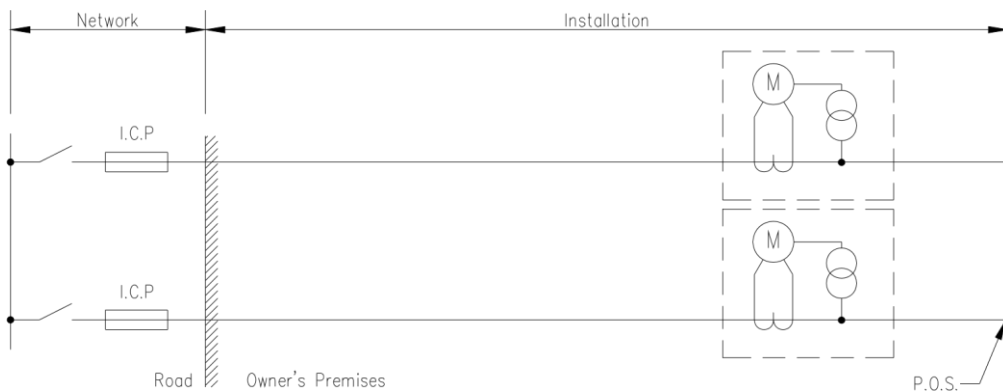 Network
Installation
M
I.C.P
M
I.C.P
Road
Owner's Premises
P.O.S.